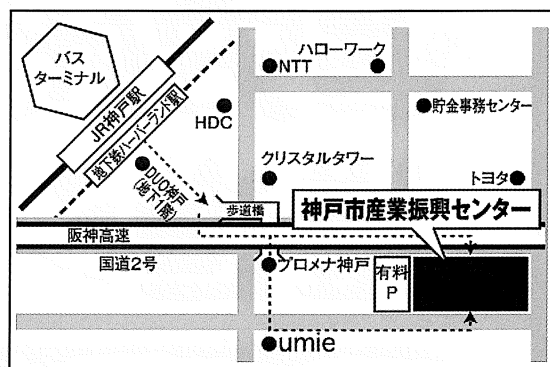 バス
ターミナル
JR神戸駅
地下鉄ハーバーランド駅
ハローワーク
NTT
HDC
貯金事務センター
DUO神戸
(地下1階)
クリスタルタワー
トヨタ
歩道橋
神戸市産業振興センター
阪神高速
国道2号
プロメナ神戸
有料
P
umie